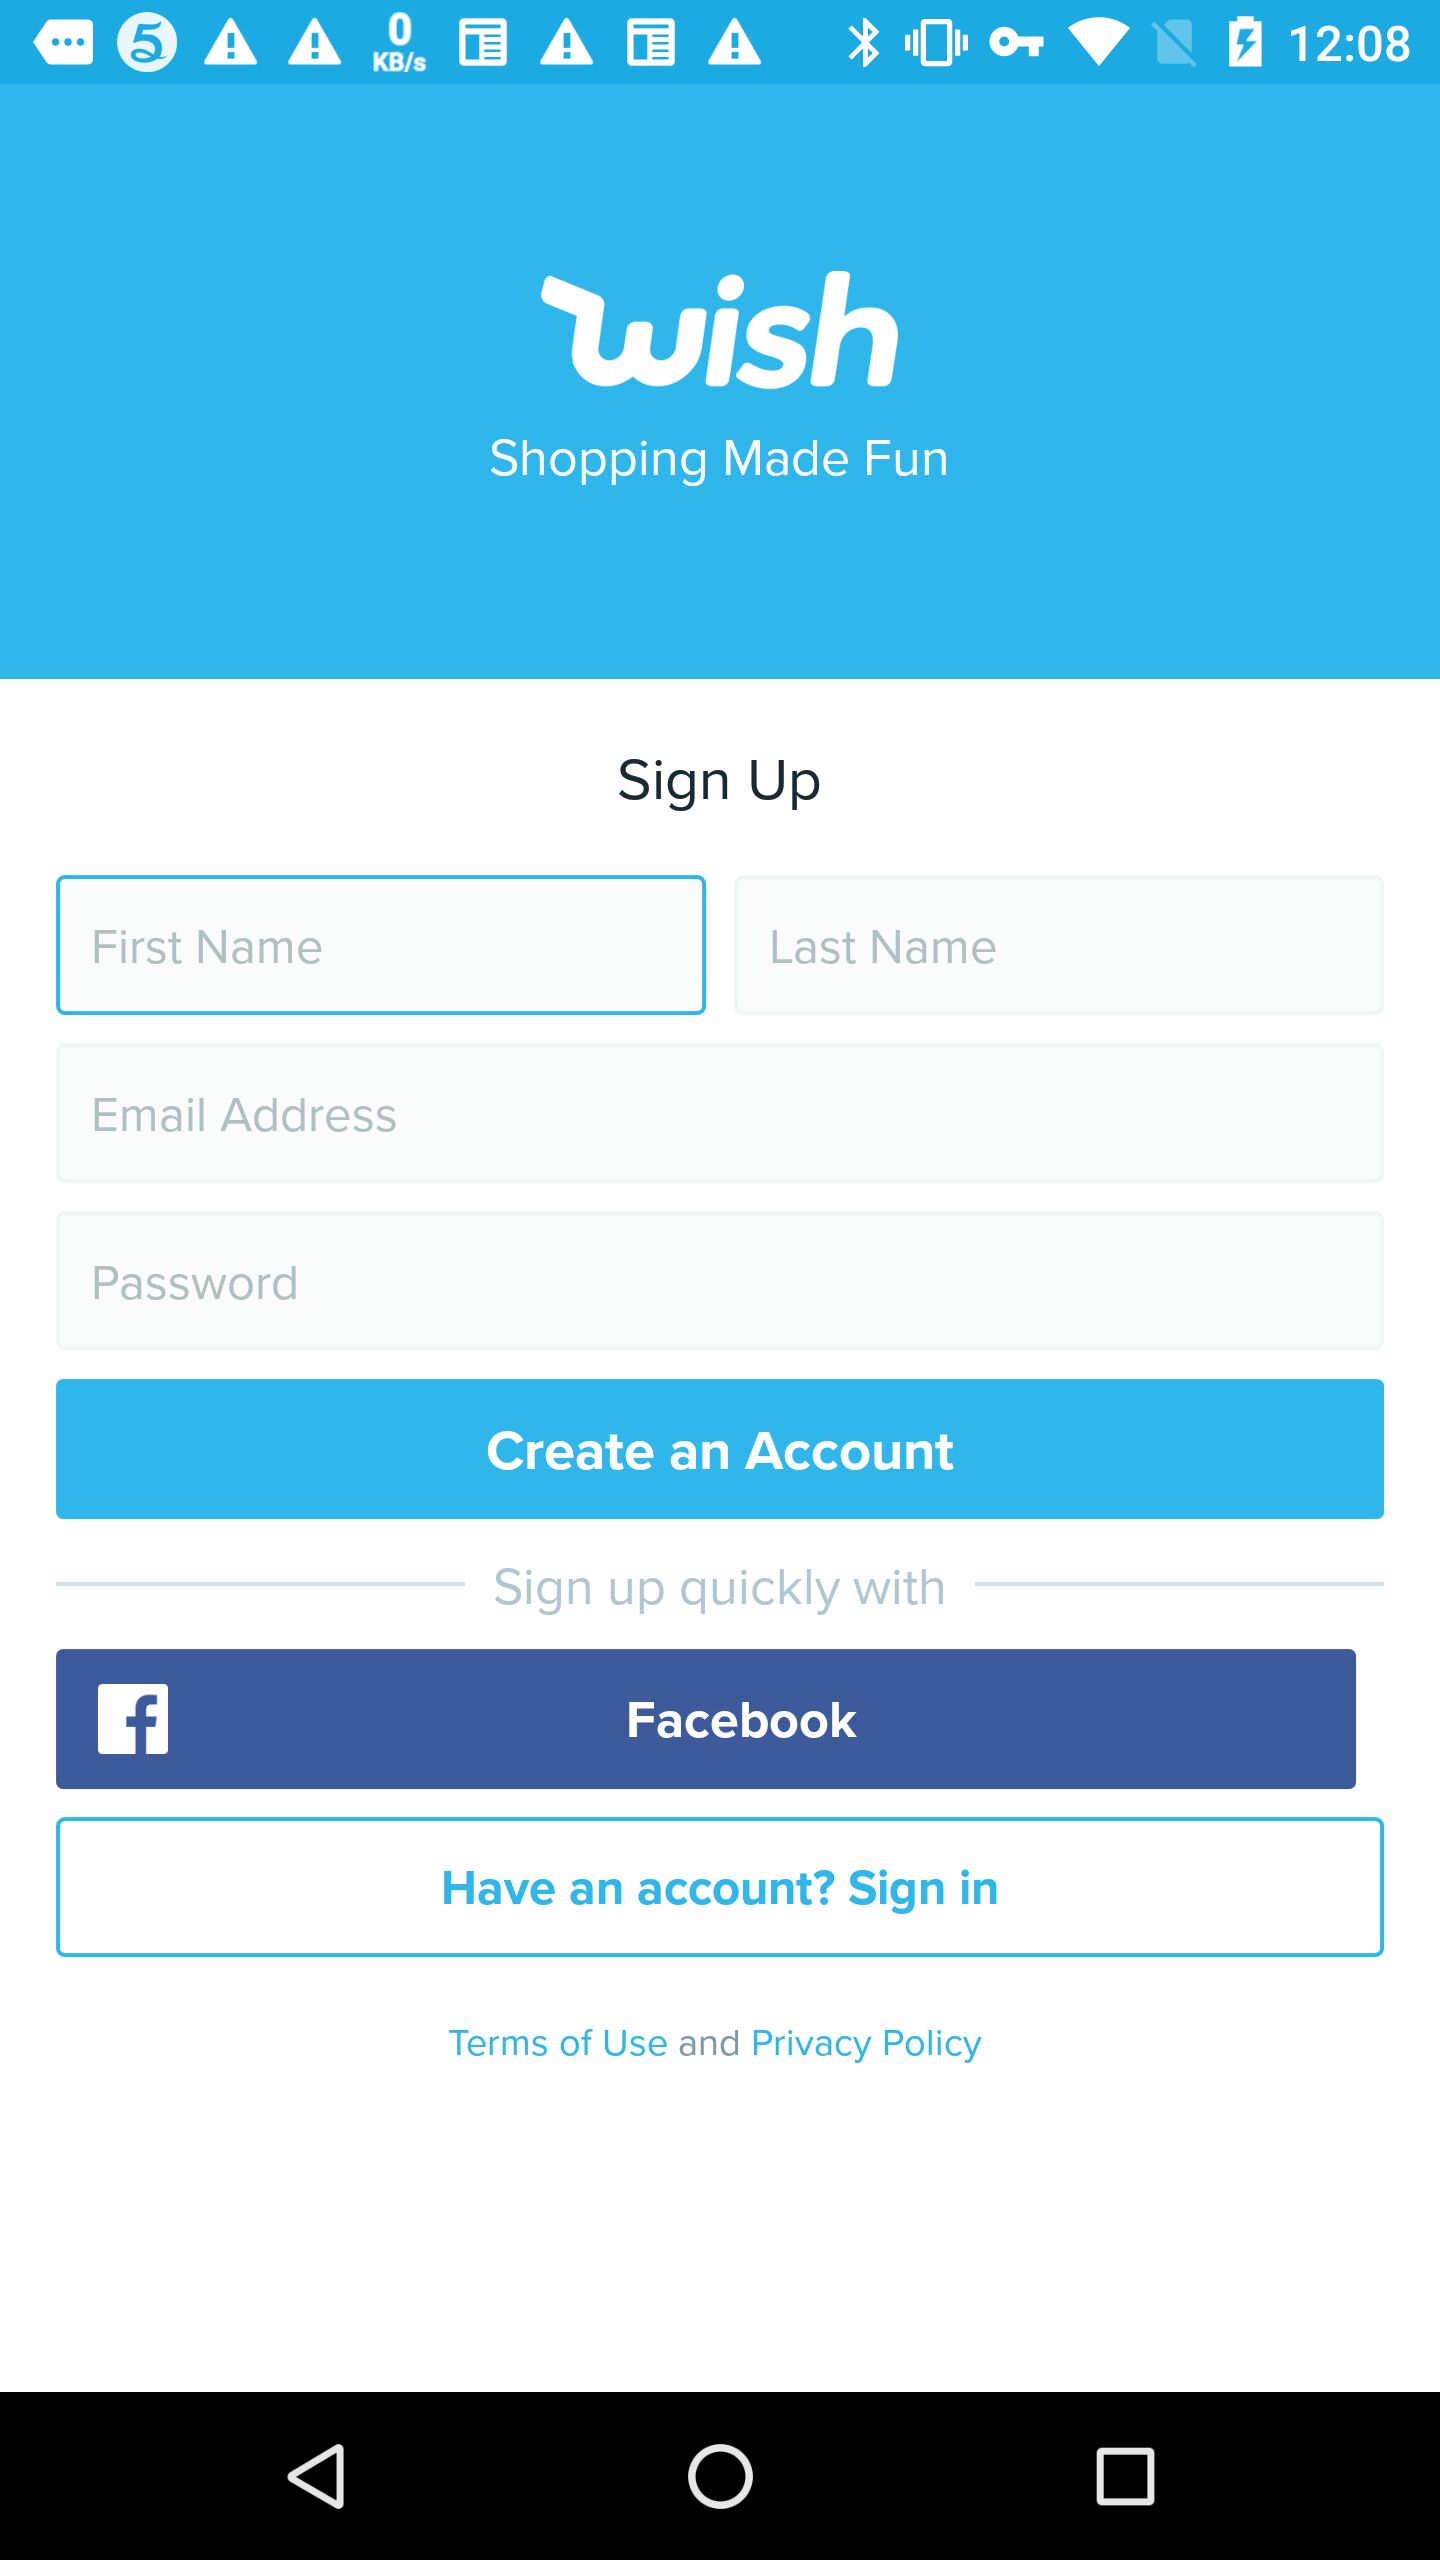 5 0 KB/s 12:08
wish
Shopping Made Fun
Sign Up
First Name Last Name
Email Address
Password
Create an Account
Sign up quickly with
f Facebook
Have an account? Sign in
Terms of Use and Privacy Policy